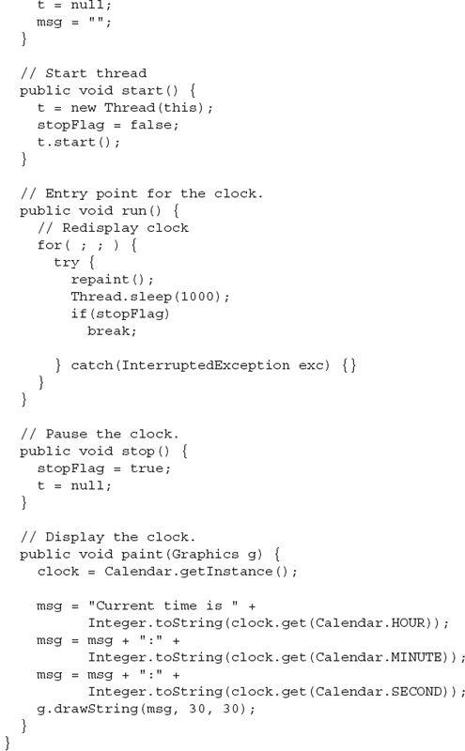 t = null;
msg = "";
}
// Start thread
public void start() {
t = new Thread(this);
stopFlag = false;
t.start();
}
// Entry point for the clock.
public void run() {
// Redisplay clock
for( ; ; ) {
try {
repaint();
Thread.sleep(1000);
if(stopFlag)
break;
} catch(InterruptedException exc) {}
}
}
// Pause the clock.
public void stop() {
stopFlag = true;
t = null;
}
// Display the clock.
public void paint(Graphics g) {
clock = Calendar.getInstance();
msg = "Current time is " +
Integer.toString(clock.get(Calendar.HOUR));
msg = msg + ":" +
Integer.toString(clock.get(Calendar.MINUTE));
msg = msg + ":" +
Integer.toString(clock.get(Calendar.SECOND));
g.drawString(msg, 30, 30);
}
}